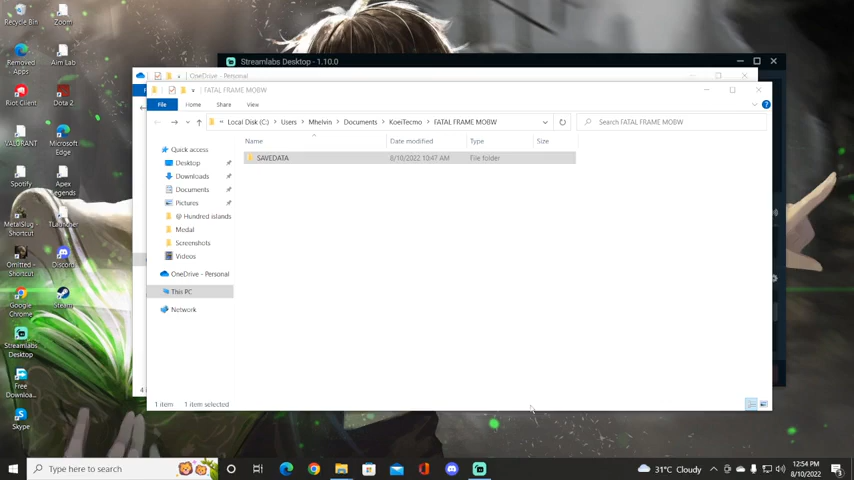 Recycle Bin
Zoom
Removed Apps
Aim Lab
Riot Client
Dota 2
VALORANT
Microsoft
Edge
Spotify
Apex
Legends
MetalSlug -
Shortcut
TLauncher
Omitted -
Shortcut
Discord
Google
Chrome
Steam
Streamlabs
Desktop
Free
Downloa...
Skype
Streamlabs Desktop - 1.10.0
OneDrive - Personal
FATAL FRAME MOBW
File Home Share View
« Local Disk (C:) › Users › Mhelvin › Documents › KoeiTecmo › FATAL FRAME MOBW
Search FATAL FRAME MOBW
Name Date modified Type Size
SAVEDATA 8/10/2022 10:47 AM File folder
Quick access
Desktop
Downloads
Documents
Pictures
@ Hundred islands
Medal
Screenshots
Videos
OneDrive - Personal
This PC
Network
1 item 1 item selected
Type here to search
31°C Cloudy
12:54 PM
8/10/2022